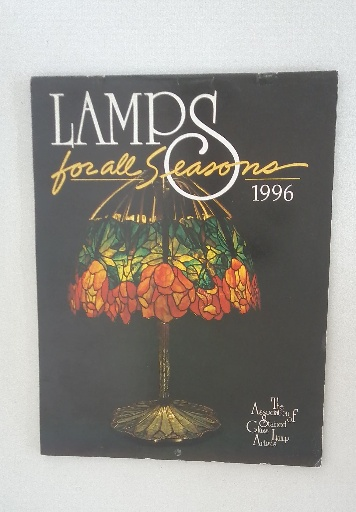 LAMPS
for all Seasons
1996
The
Association of
Stained
Glass Lamp
Artists